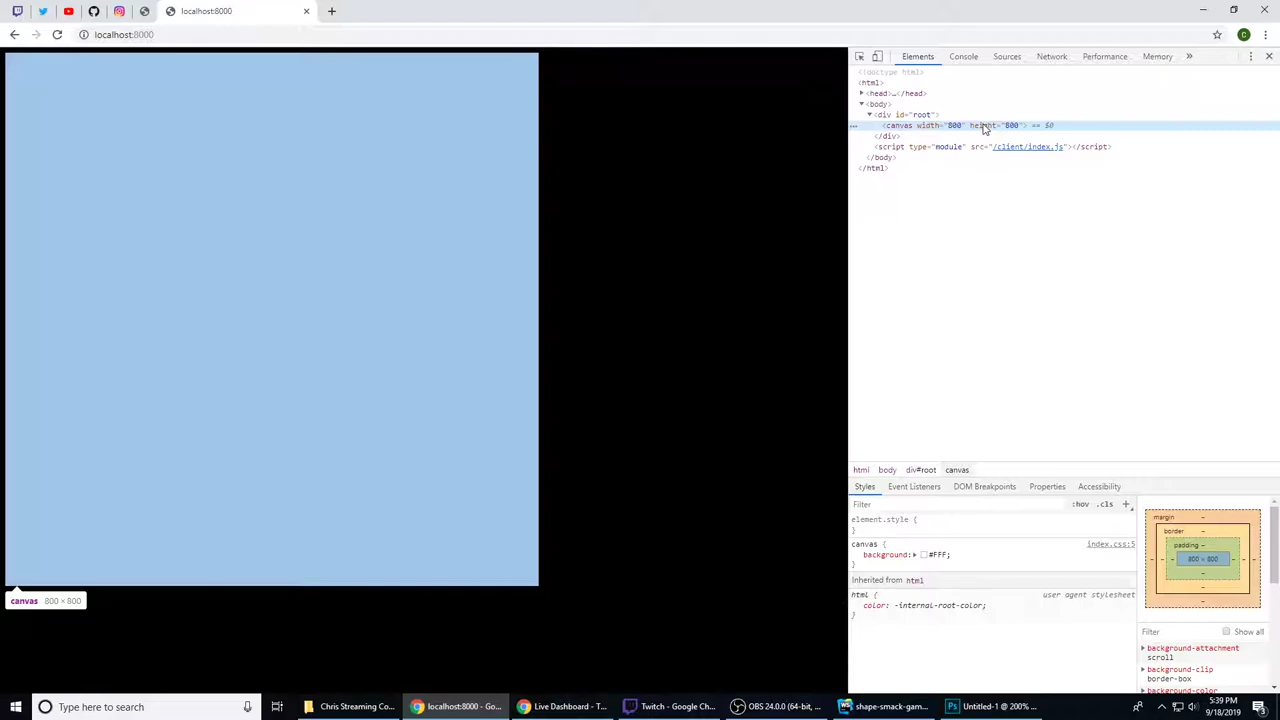 localhost:8000
localhost:8000
C
Elements Console Sources Network Performance Memory »
<!doctype html>
<html>
<head>…</head>
<body>
<div id="root">
<canvas width="800" height="800"> == $0
</div>
<script type="module" src="/client/index.js"></script>
</body>
</html>
html body div#root canvas
Styles Event Listeners DOM Breakpoints Properties Accessibility
Filter :hov .cls +
element.style {
}
canvas { index.css:5
background: #FFF;
}
Inherited from html
html { user agent stylesheet
color: -internal-root-color;
}
margin –
border –
padding –
800 × 800
Filter Show all
background-attachment
scroll
background-clip
border-box
background-color
canvas 800 × 800
Type here to search
Chris Streaming Co...
localhost:8000 - Go...
Live Dashboard - T...
Twitch - Google Ch...
OBS 24.0.0 (64-bit, ...
shape-smack-gam...
Untitled-1 @ 200% ...
5:39 PM
9/18/2019